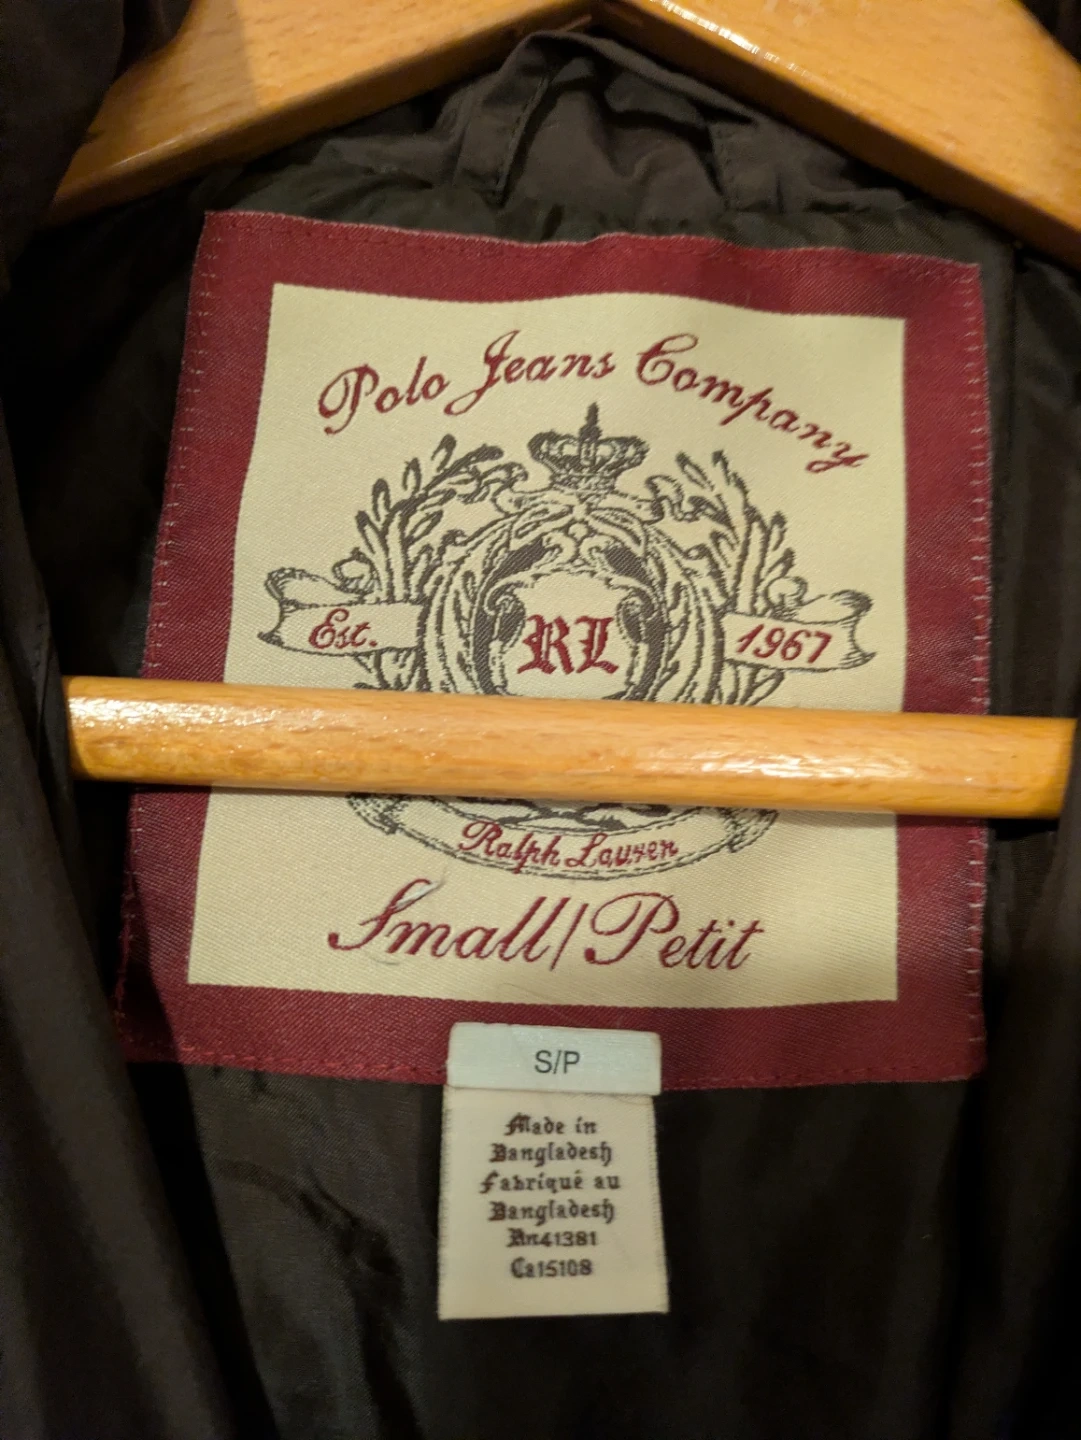 Polo Jeans Company
Est. RL 1967
Ralph Lauren
Small/Petit
S/P
Made in
Bangladesh
Fabriqué au
Bangladesh
Rn41381
Ca15108